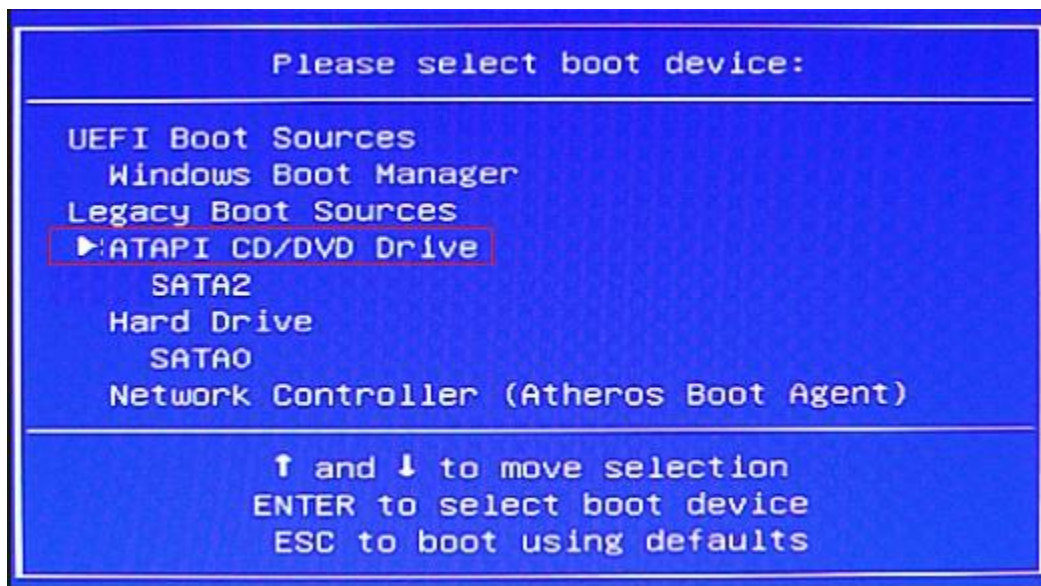 Please select boot device:
UEFI Boot Sources
Windows Boot Manager
Legacy Boot Sources
ATAPI CD/DVD Drive
SATA2
Hard Drive
SATA0
Network Controller (Atheros Boot Agent)
↑ and ↓ to move selection
ENTER to select boot device
ESC to boot using defaults